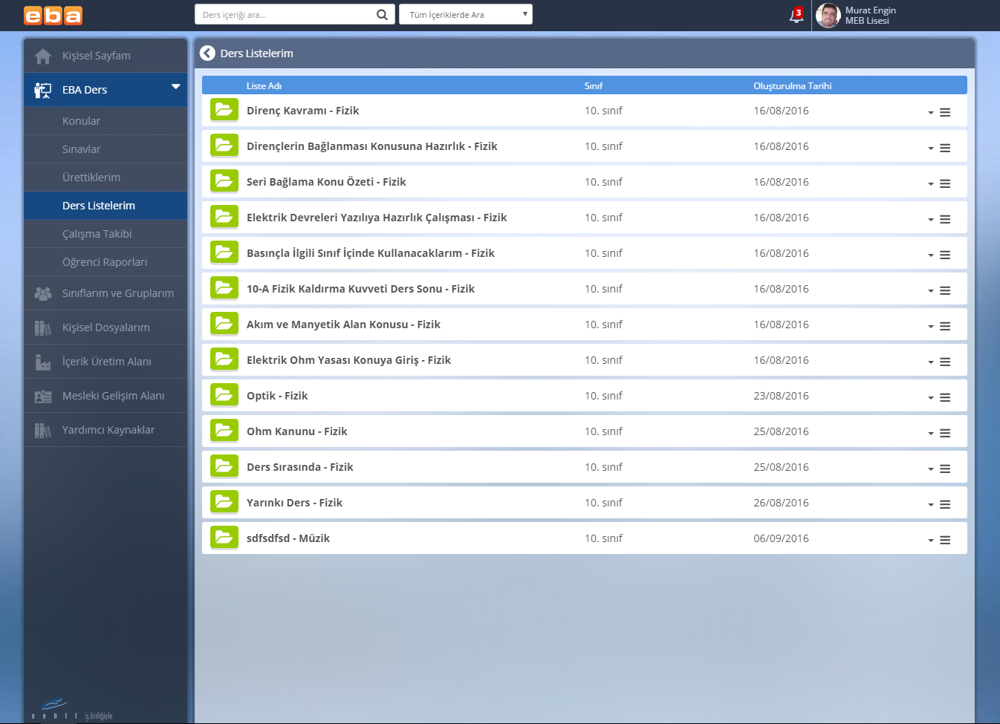 eba
Ders içeriği ara...
Tüm İçeriklerde Ara
3
Murat Engin
MEB Lisesi
Kişisel Sayfam
EBA Ders
Konular
Sınavlar
Ürettiklerim
Ders Listelerim
Çalışma Takibi
Öğrenci Raporları
Sınıflarım ve Gruplarım
Kişisel Dosyalarım
İçerik Üretim Alanı
Mesleki Gelişim Alanı
Yardımcı Kaynaklar
sebit iş birliğiyle
Ders Listelerim
Liste Adı Sınıf Oluşturulma Tarihi
Direnç Kavramı - Fizik 10. sınıf 16/08/2016
Dirençlerin Bağlanması Konusuna Hazırlık - Fizik 10. sınıf 16/08/2016
Seri Bağlama Konu Özeti - Fizik 10. sınıf 16/08/2016
Elektrik Devreleri Yazılıya Hazırlık Çalışması - Fizik 10. sınıf 16/08/2016
Basınçla İlgili Sınıf İçinde Kullanacaklarım - Fizik 10. sınıf 16/08/2016
10-A Fizik Kaldırma Kuvveti Ders Sonu - Fizik 10. sınıf 16/08/2016
Akım ve Manyetik Alan Konusu - Fizik 10. sınıf 16/08/2016
Elektrik Ohm Yasası Konuya Giriş - Fizik 10. sınıf 16/08/2016
Optik - Fizik 10. sınıf 23/08/2016
Ohm Kanunu - Fizik 10. sınıf 25/08/2016
Ders Sırasında - Fizik 10. sınıf 25/08/2016
Yarınkı Ders - Fizik 10. sınıf 26/08/2016
sdfsdfsd - Müzik 10. sınıf 06/09/2016